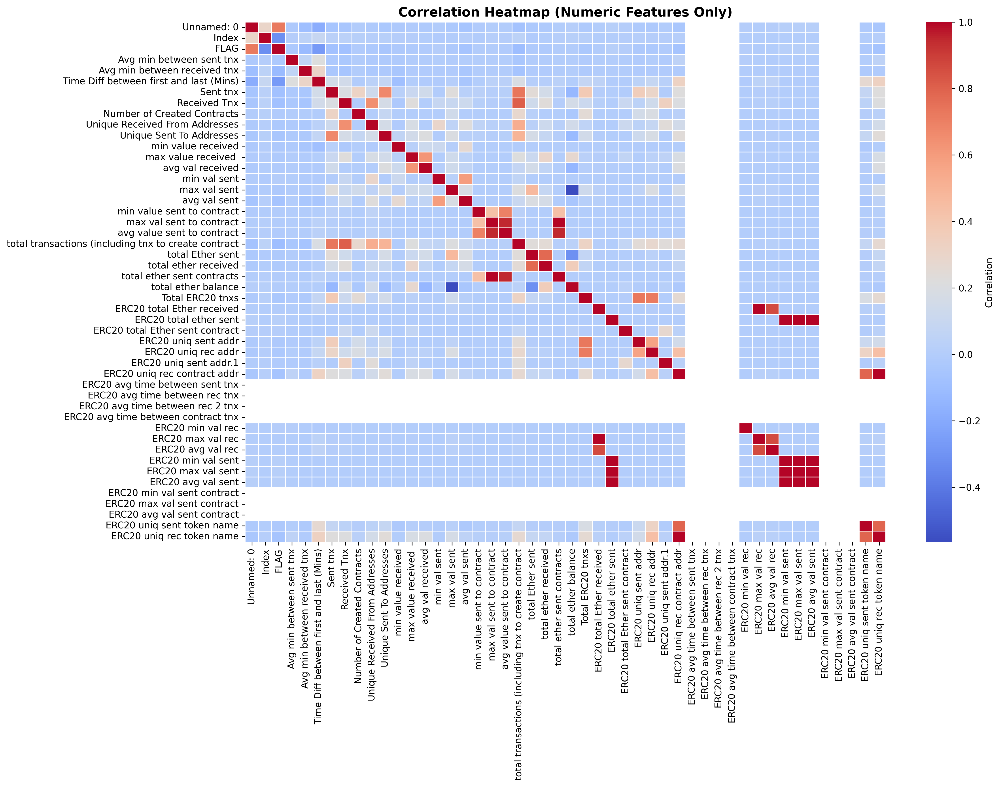 Correlation Heatmap (Numeric Features Only)
Unnamed: 0
Index
FLAG
Avg min between sent tnx
Avg min between received tnx
Time Diff between first and last (Mins)
Sent tnx
Received Tnx
Number of Created Contracts
Unique Received From Addresses
Unique Sent To Addresses
min value received
max value received
avg val received
min val sent
max val sent
avg val sent
min value sent to contract
max val sent to contract
avg value sent to contract
total transactions (including tnx to create contract
total Ether sent
total ether received
total ether sent contracts
total ether balance
Total ERC20 tnxs
ERC20 total Ether received
ERC20 total ether sent
ERC20 total Ether sent contract
ERC20 uniq sent addr
ERC20 uniq rec addr
ERC20 uniq sent addr.1
ERC20 uniq rec contract addr
ERC20 avg time between sent tnx
ERC20 avg time between rec tnx
ERC20 avg time between rec 2 tnx
ERC20 avg time between contract tnx
ERC20 min val rec
ERC20 max val rec
ERC20 avg val rec
ERC20 min val sent
ERC20 max val sent
ERC20 avg val sent
ERC20 min val sent contract
ERC20 max val sent contract
ERC20 avg val sent contract
ERC20 uniq sent token name
ERC20 uniq rec token name
Unnamed: 0
Index
FLAG
Avg min between sent tnx
Avg min between received tnx
Time Diff between first and last (Mins)
Sent tnx
Received Tnx
Number of Created Contracts
Unique Received From Addresses
Unique Sent To Addresses
min value received
max value received
avg val received
min val sent
max val sent
avg val sent
min value sent to contract
max val sent to contract
avg value sent to contract
total transactions (including tnx to create contract
total Ether sent
total ether received
total ether sent contracts
total ether balance
Total ERC20 tnxs
ERC20 total Ether received
ERC20 total ether sent
ERC20 total Ether sent contract
ERC20 uniq sent addr
ERC20 uniq rec addr
ERC20 uniq sent addr.1
ERC20 uniq rec contract addr
ERC20 avg time between sent tnx
ERC20 avg time between rec tnx
ERC20 avg time between rec 2 tnx
ERC20 avg time between contract tnx
ERC20 min val rec
ERC20 max val rec
ERC20 avg val rec
ERC20 min val sent
ERC20 max val sent
ERC20 avg val sent
ERC20 min val sent contract
ERC20 max val sent contract
ERC20 avg val sent contract
ERC20 uniq sent token name
ERC20 uniq rec token name
1.0
0.8
0.6
0.4
0.2
0.0
−0.2
−0.4
Correlation